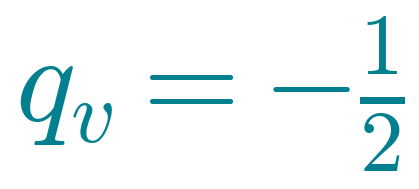 $q_v = -\frac{1}{2}$